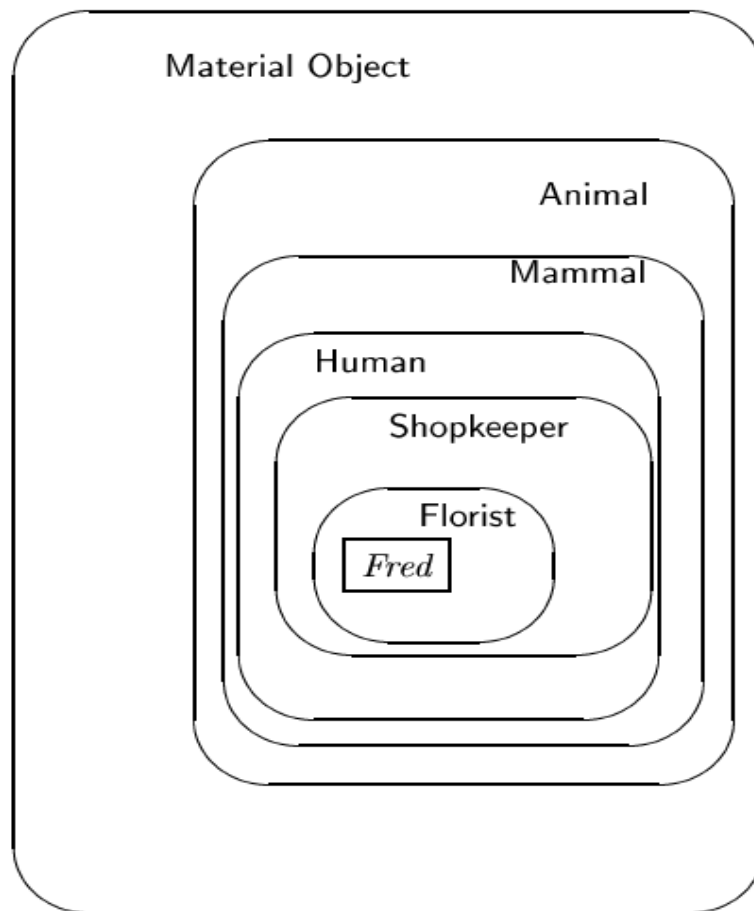 Material Object
Animal
Mammal
Human
Shopkeeper
Florist
Fred